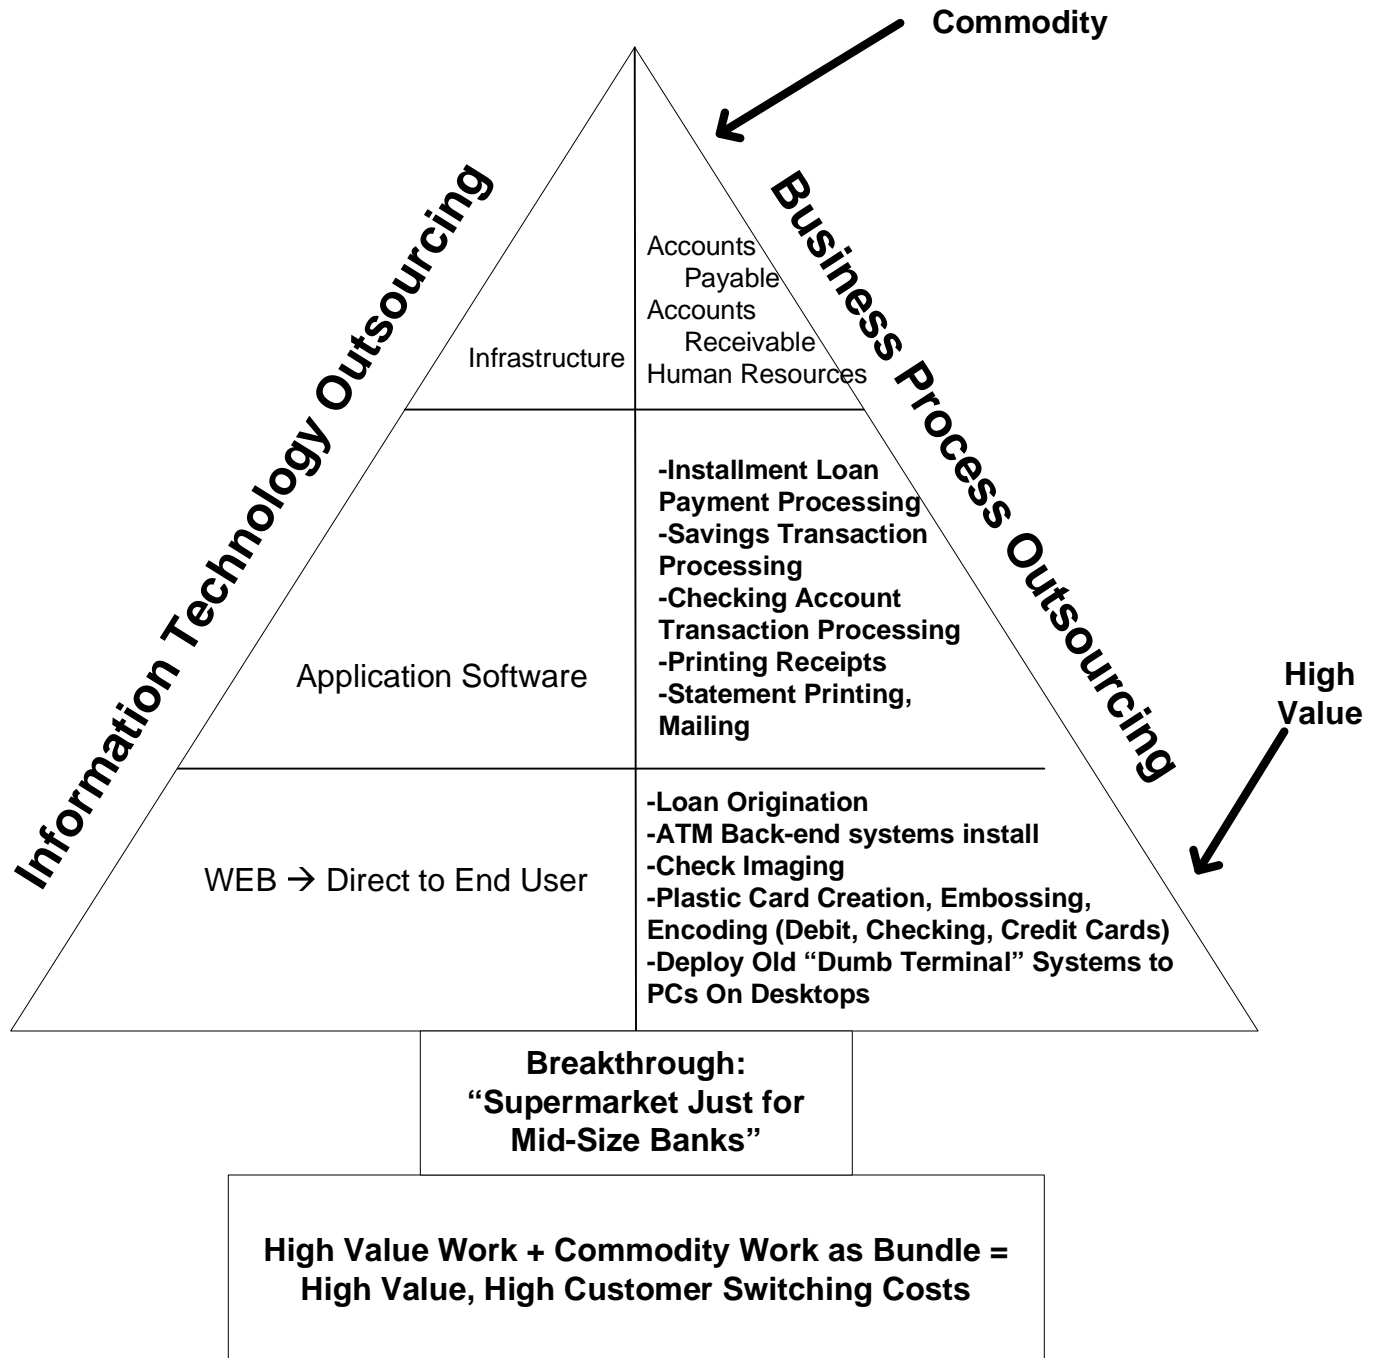 Commodity
Information Technology Outsourcing
Business Process Outsourcing
Accounts
Payable
Accounts
Receivable
Human Resources
Infrastructure
-Installment Loan
Payment Processing
-Savings Transaction
Processing
-Checking Account
Transaction Processing
-Printing Receipts
-Statement Printing,
Mailing
Application Software
High
Value
-Loan Origination
-ATM Back-end systems install
-Check Imaging
-Plastic Card Creation, Embossing,
Encoding (Debit, Checking, Credit Cards)
-Deploy Old “Dumb Terminal” Systems to
PCs On Desktops
WEB → Direct to End User
Breakthrough:
“Supermarket Just for
Mid-Size Banks”
High Value Work + Commodity Work as Bundle =
High Value, High Customer Switching Costs